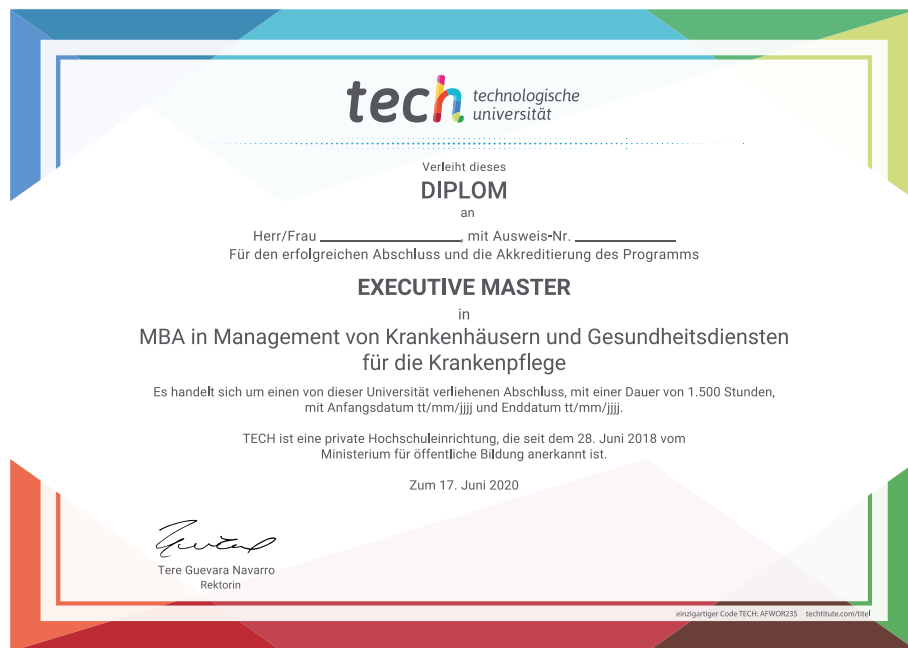 tech technologische
universität
Verleiht dieses
DIPLOM
an
Herr/Frau ____________________, mit Ausweis-Nr. ______________
Für den erfolgreichen Abschluss und die Akkreditierung des Programms
EXECUTIVE MASTER
in
MBA in Management von Krankenhäusern und Gesundheitsdiensten
für die Krankenpflege
Es handelt sich um einen von dieser Universität verliehenen Abschluss, mit einer Dauer von 1.500 Stunden,
mit Anfangsdatum tt/mm/jjjj und Enddatum tt/mm/jjjj.
TECH ist eine private Hochschuleinrichtung, die seit dem 28. Juni 2018 vom
Ministerium für öffentliche Bildung anerkannt ist.
Zum 17. Juni 2020
Tere Guevara Navarro
Rektorin
einzigartiger Code TECH: AFWOR23S techtitute.com/titel